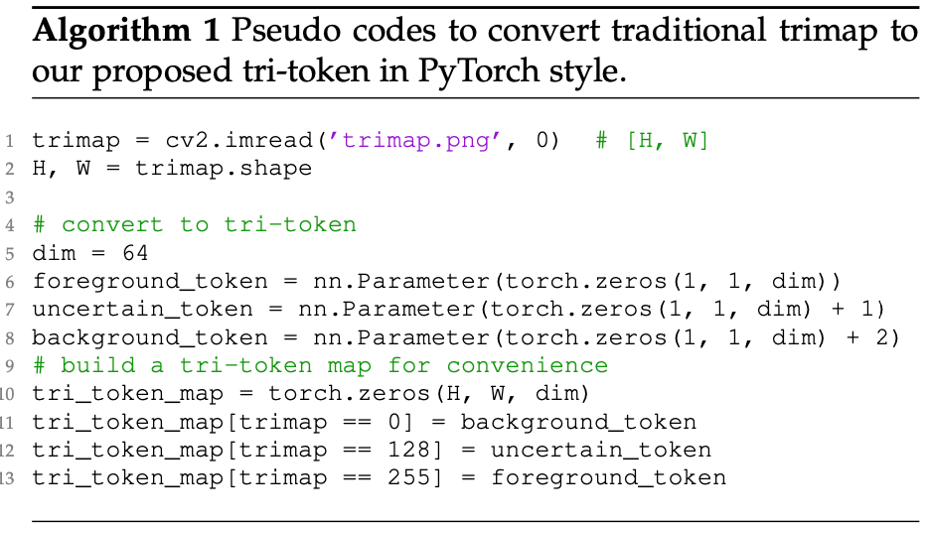 Algorithm 1 Pseudo codes to convert traditional trimap to
our proposed tri-token in PyTorch style.
1 trimap = cv2.imread('trimap.png', 0)  # [H, W]
2 H, W = trimap.shape
3
4 # convert to tri-token
5 dim = 64
6 foreground_token = nn.Parameter(torch.zeros(1, 1, dim))
7 uncertain_token = nn.Parameter(torch.zeros(1, 1, dim) + 1)
8 background_token = nn.Parameter(torch.zeros(1, 1, dim) + 2)
9 # build a tri-token map for convenience
10 tri_token_map = torch.zeros(H, W, dim)
11 tri_token_map[trimap == 0] = background_token
12 tri_token_map[trimap == 128] = uncertain_token
13 tri_token_map[trimap == 255] = foreground_token